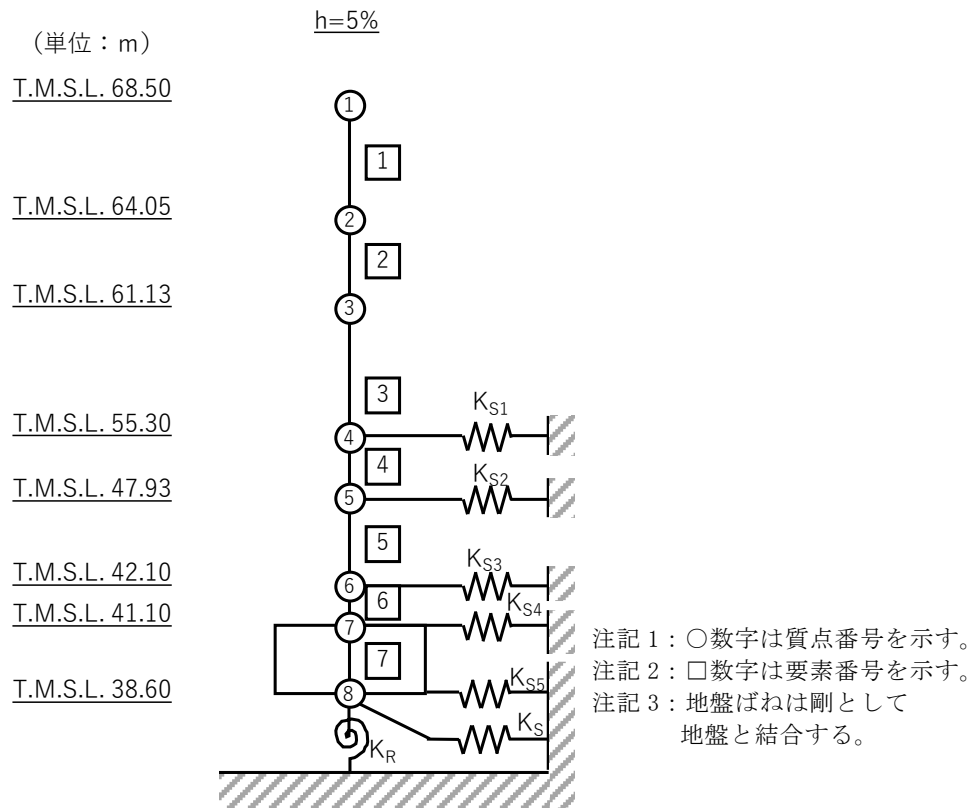 h=5%
（単位：m）
T.M.S.L. 68.50
①
1
T.M.S.L. 64.05
②
2
T.M.S.L. 61.13
③
3
KS1
T.M.S.L. 55.30
④
4
KS2
T.M.S.L. 47.93
⑤
5
KS3
T.M.S.L. 42.10
⑥
6
KS4
T.M.S.L. 41.10
⑦
7
KS5
T.M.S.L. 38.60
⑧
KS
KR
注記1：○数字は質点番号を示す。
注記2：□数字は要素番号を示す。
注記3：地盤ばねは剛として
地盤と結合する。